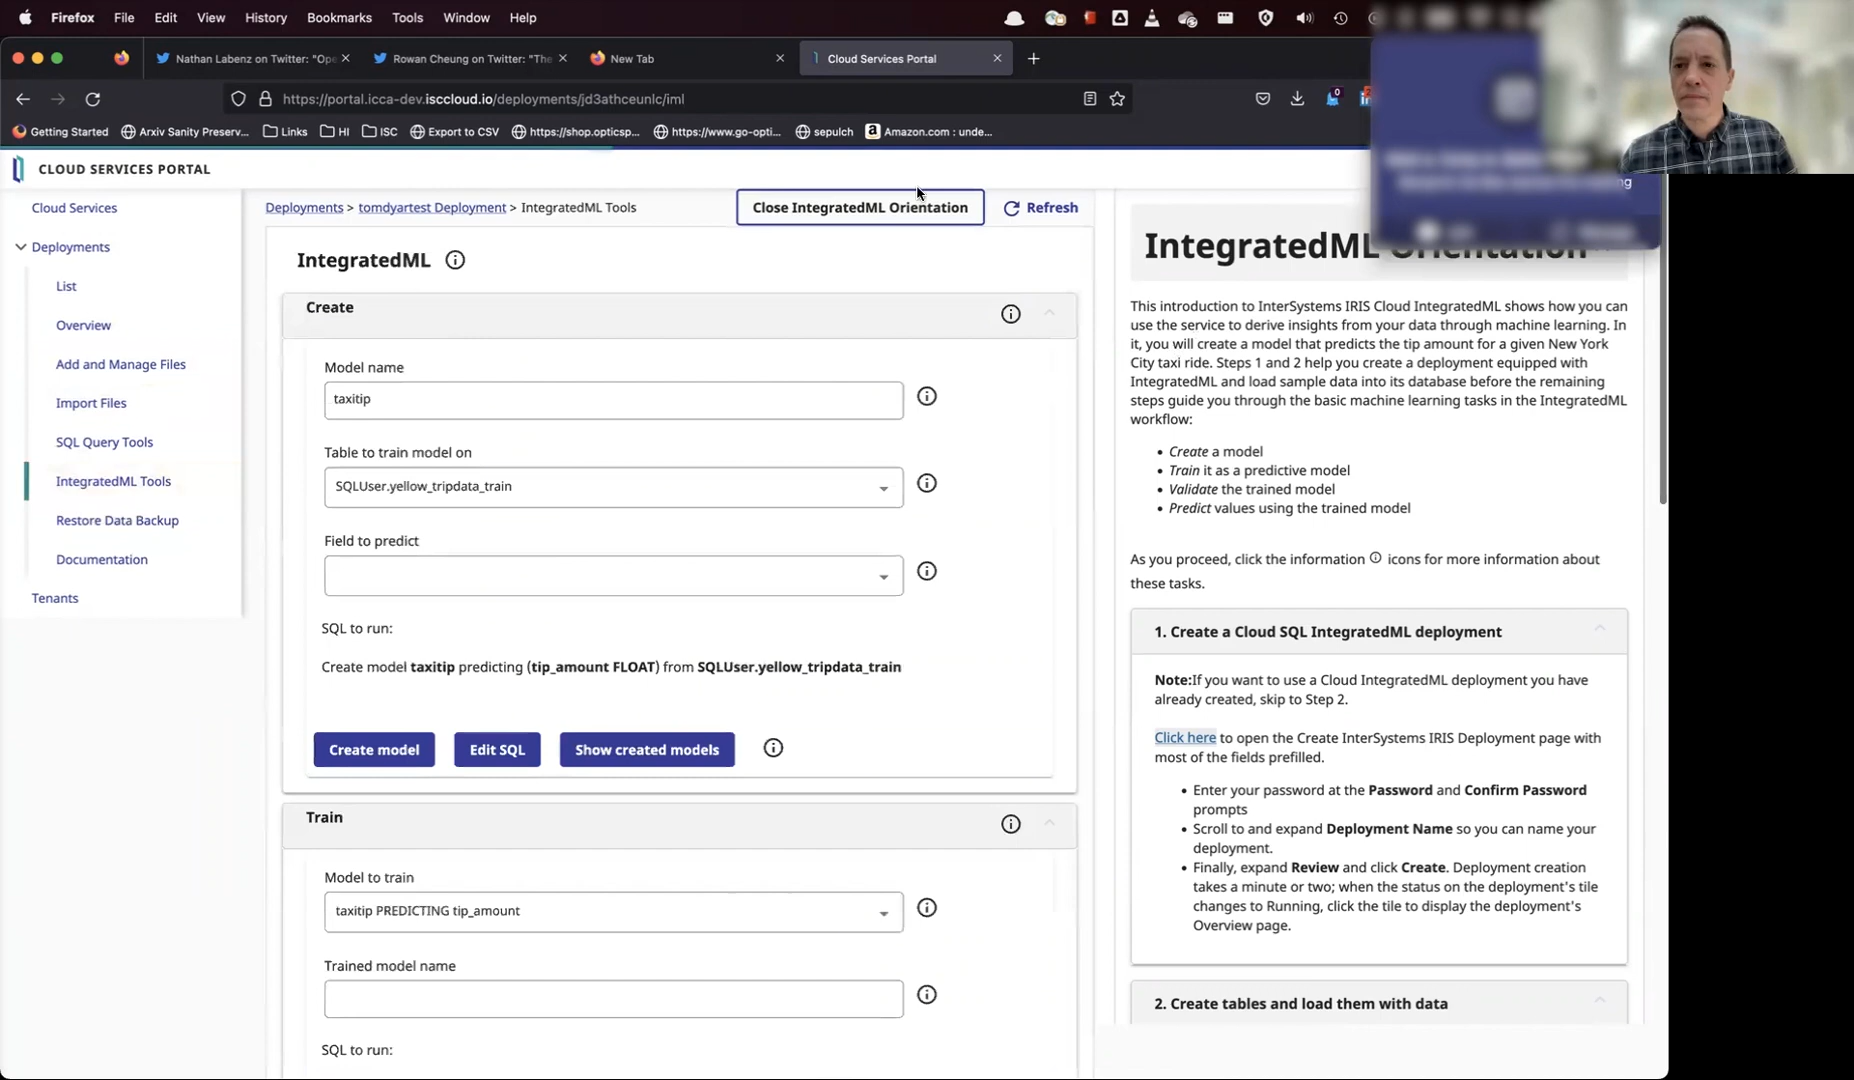 Firefox File Edit View History Bookmarks Tools Window Help
Nathan Labenz on Twitter: "Ope
Rowan Cheung on Twitter: "The
New Tab
Cloud Services Portal
https://portal.icca-dev.isccloud.io/deployments/jd3athceunlc/iml
Getting Started Arxiv Sanity Preserv... Links HI ISC Export to CSV https://shop.opticsp... https://www.go-opti... sepulch Amazon.com : unde...
CLOUD SERVICES PORTAL
Cloud Services
Deployments
List
Overview
Add and Manage Files
Import Files
SQL Query Tools
IntegratedML Tools
Restore Data Backup
Documentation
Tenants
Deployments > tomdyartest Deployment > IntegratedML Tools
Close IntegratedML Orientation
Refresh
IntegratedML
Create
Model name
taxitip
Table to train model on
SQLUser.yellow_tripdata_train
Field to predict
SQL to run:
Create model taxitip predicting (tip_amount FLOAT) from SQLUser.yellow_tripdata_train
Create model
Edit SQL
Show created models
Train
Model to train
taxitip PREDICTING tip_amount
Trained model name
SQL to run:
IntegratedML Orientation
This introduction to InterSystems IRIS Cloud IntegratedML shows how you can
use the service to derive insights from your data through machine learning. In
it, you will create a model that predicts the tip amount for a given New York
City taxi ride. Steps 1 and 2 help you create a deployment equipped with
IntegratedML and load sample data into its database before the remaining
steps guide you through the basic machine learning tasks in the IntegratedML
workflow:
• Create a model
• Train it as a predictive model
• Validate the trained model
• Predict values using the trained model
As you proceed, click the information icons for more information about
these tasks.
1. Create a Cloud SQL IntegratedML deployment
Note:If you want to use a Cloud IntegratedML deployment you have
already created, skip to Step 2.
Click here to open the Create InterSystems IRIS Deployment page with
most of the fields prefilled.
• Enter your password at the Password and Confirm Password
prompts
• Scroll to and expand Deployment Name so you can name your
deployment.
• Finally, expand Review and click Create. Deployment creation
takes a minute or two; when the status on the deployment's tile
changes to Running, click the tile to display the deployment's
Overview page.
2. Create tables and load them with data